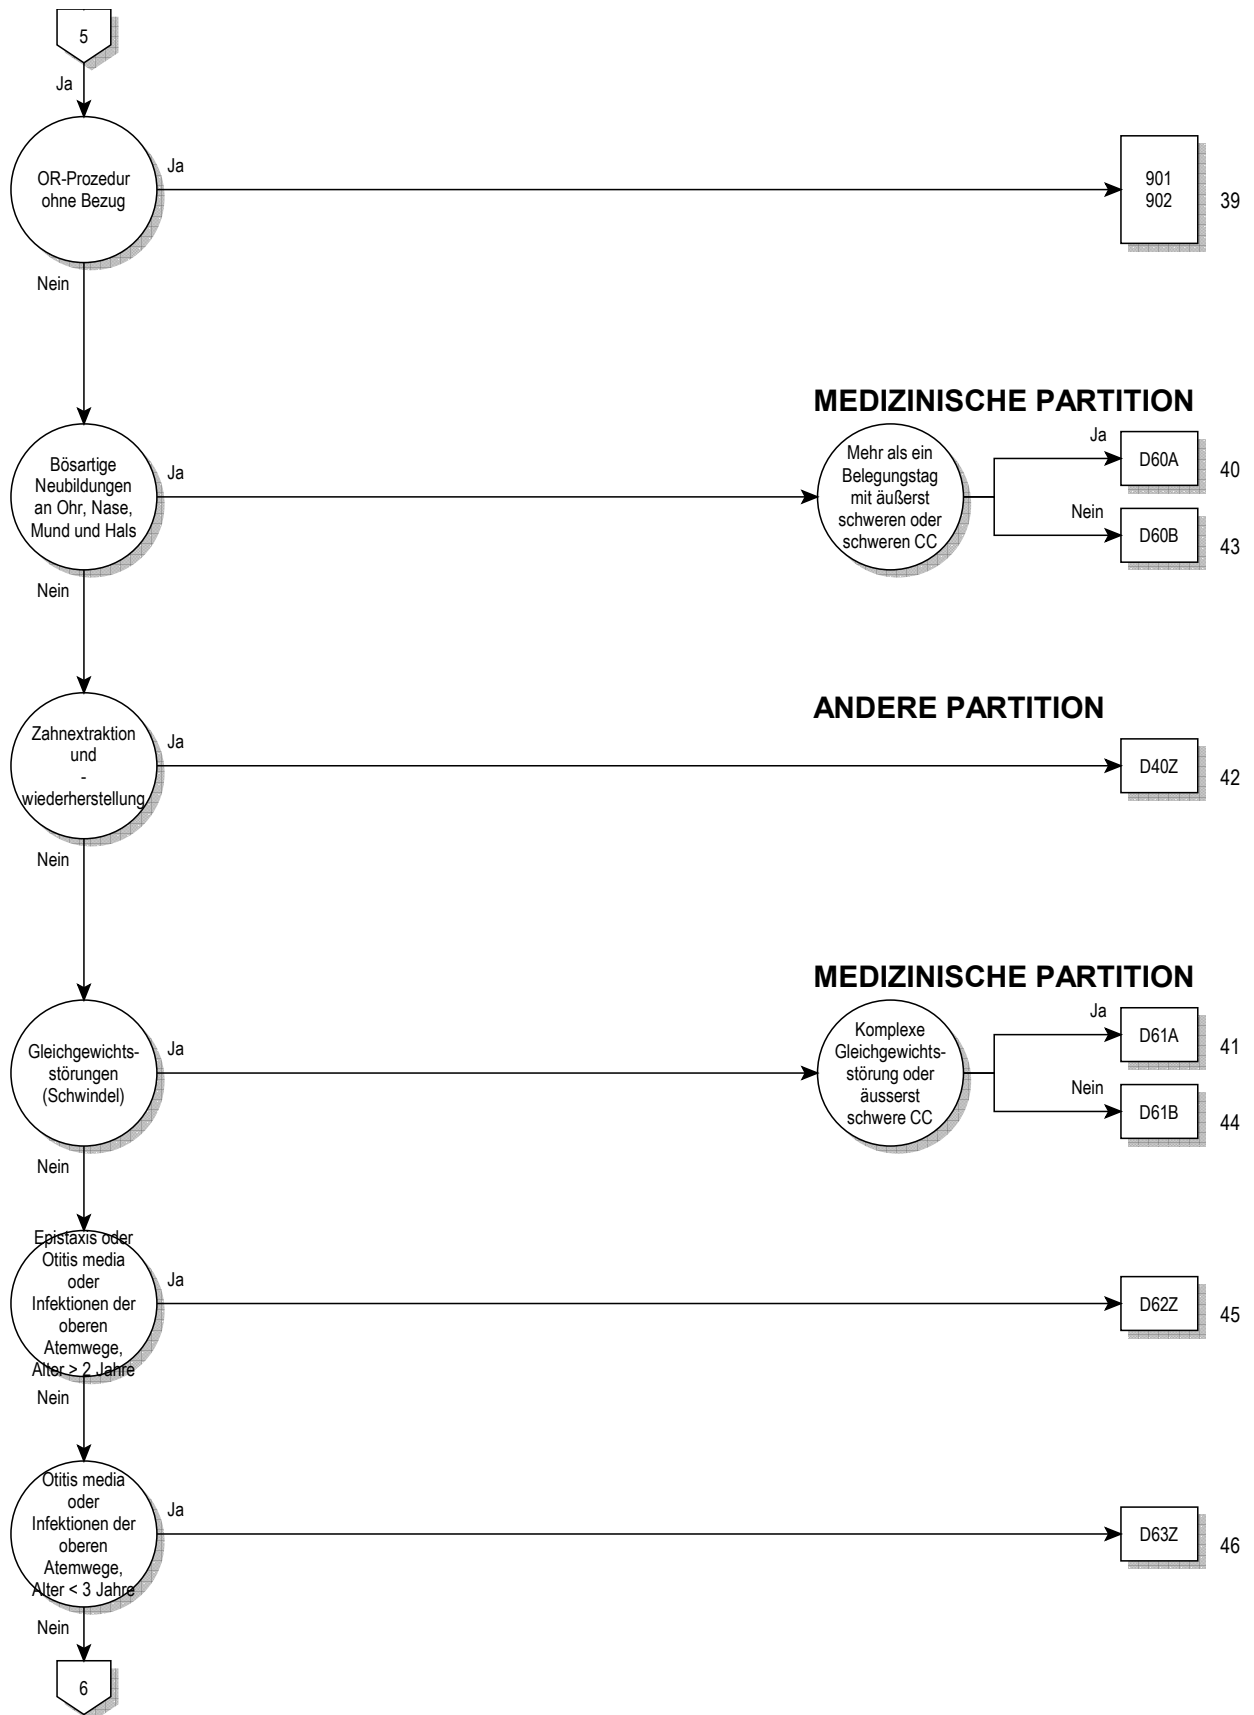 5
Ja
OR-Prozedur
ohne Bezug
Ja
901
902
39
Nein
MEDIZINISCHE PARTITION
Bösartige
Neubildungen
an Ohr, Nase,
Mund und Hals
Ja
Mehr als ein
Belegungstag
mit äußerst
schweren oder
schweren CC
Ja
D60A
40
Nein
D60B
43
Nein
ANDERE PARTITION
Zahnextraktion
und
-
wiederherstellung
Ja
D40Z
42
Nein
MEDIZINISCHE PARTITION
Gleichgewichts-
störungen
(Schwindel)
Ja
Komplexe
Gleichgewichts-
störung oder
äusserst
schwere CC
Ja
D61A
41
Nein
D61B
44
Nein
Epistaxis oder
Otitis media
oder
Infektionen der
oberen
Atemwege,
Alter > 2 Jahre
Ja
D62Z
45
Nein
Otitis media
oder
Infektionen der
oberen
Atemwege,
Alter < 3 Jahre
Ja
D63Z
46
Nein
6